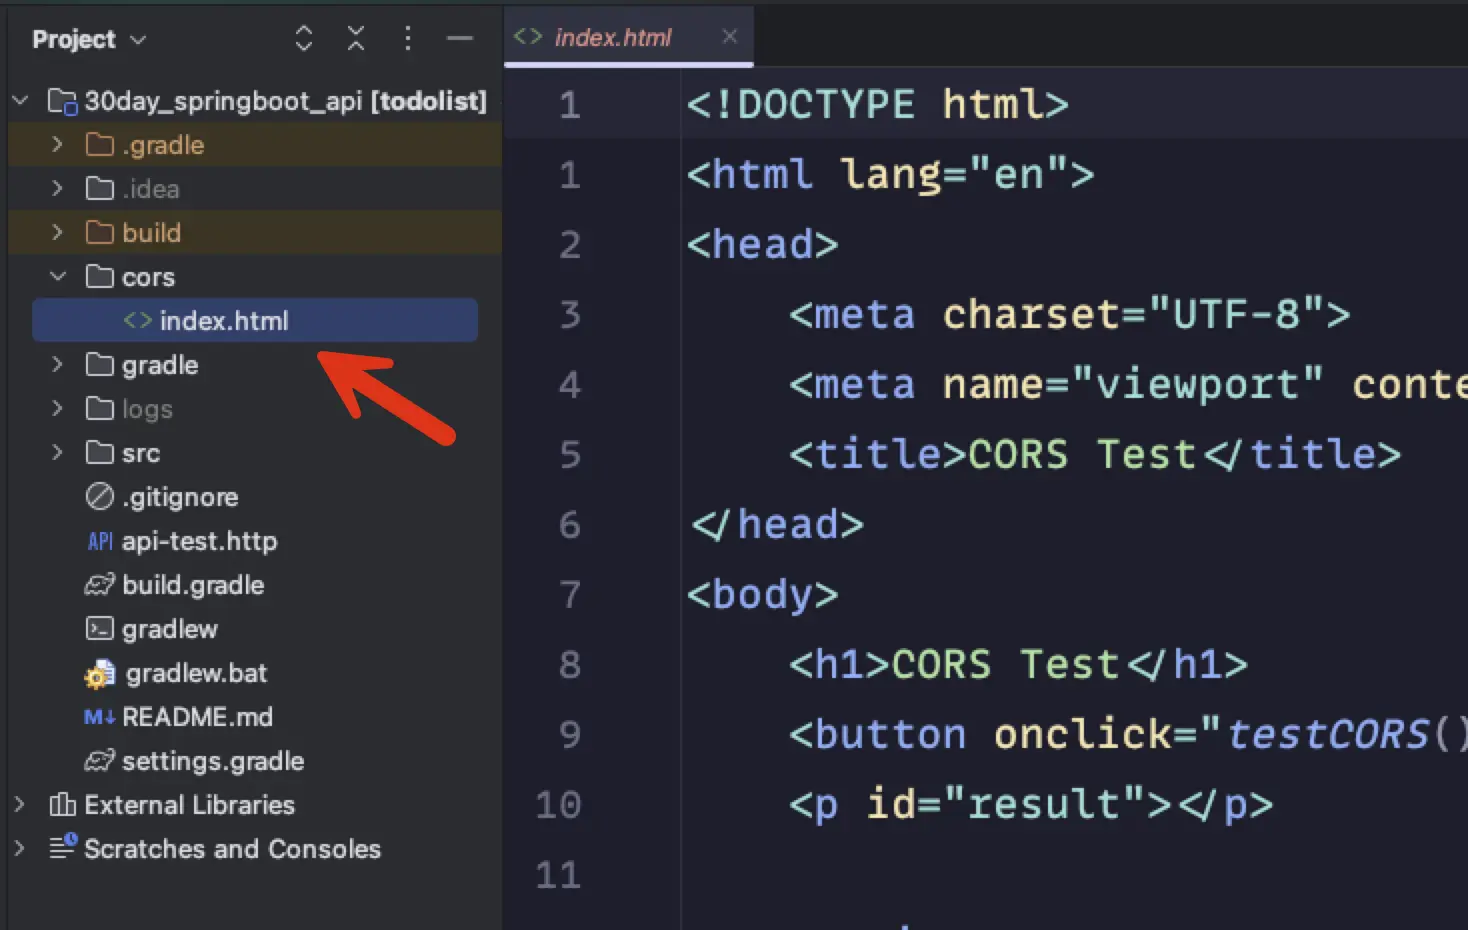 Project
30day_springboot_api [todolist]
.gradle
.idea
build
cors
<> index.html
gradle
logs
src
.gitignore
API api-test.http
build.gradle
gradlew
gradlew.bat
M↓ README.md
settings.gradle
External Libraries
Scratches and Consoles
<> index.html
1 <!DOCTYPE html>
1 <html lang="en">
2 <head>
3 <meta charset="UTF-8">
4 <meta name="viewport" conte
5 <title>CORS Test</title>
6 </head>
7 <body>
8 <h1>CORS Test</h1>
9 <button onclick="testCORS()
10 <p id="result"></p>
11